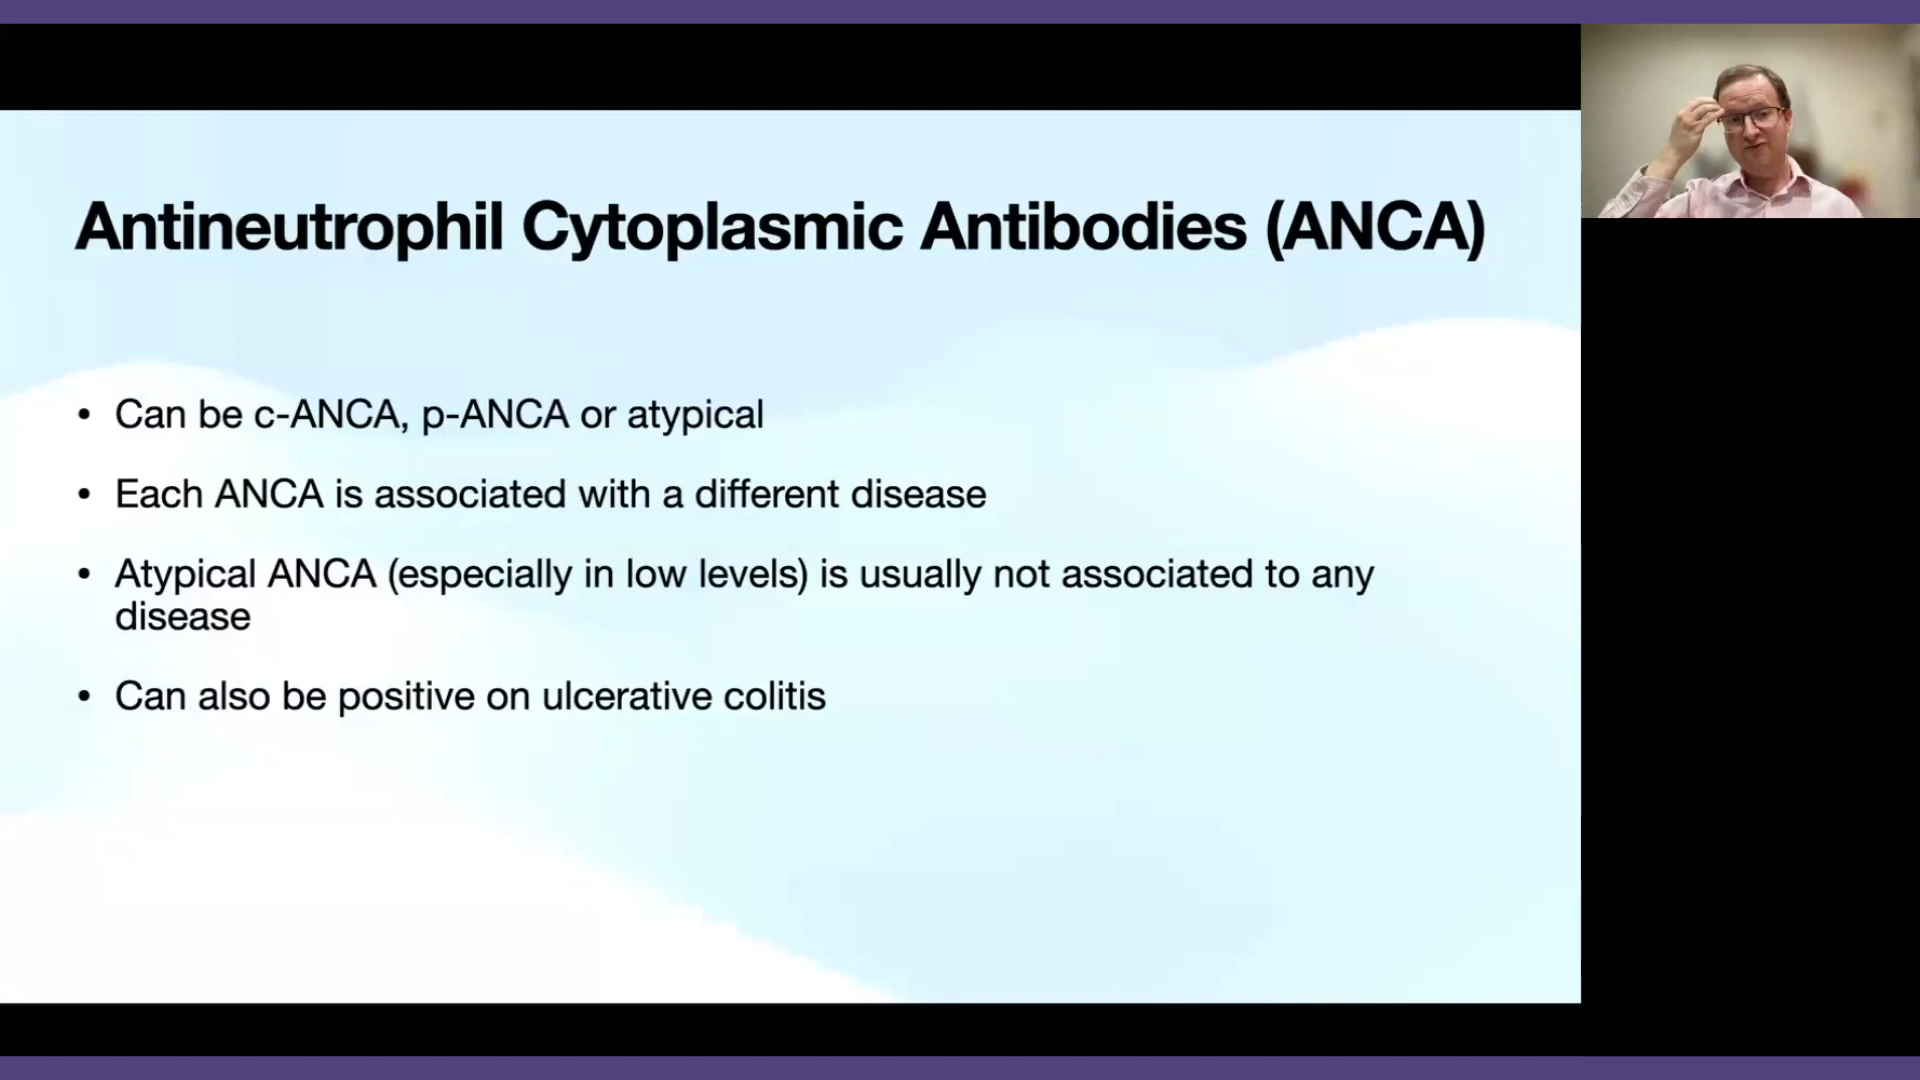 Antineutrophil Cytoplasmic Antibodies (ANCA)
• Can be c-ANCA, p-ANCA or atypical
• Each ANCA is associated with a different disease
• Atypical ANCA (especially in low levels) is usually not associated to any
disease
• Can also be positive on ulcerative colitis